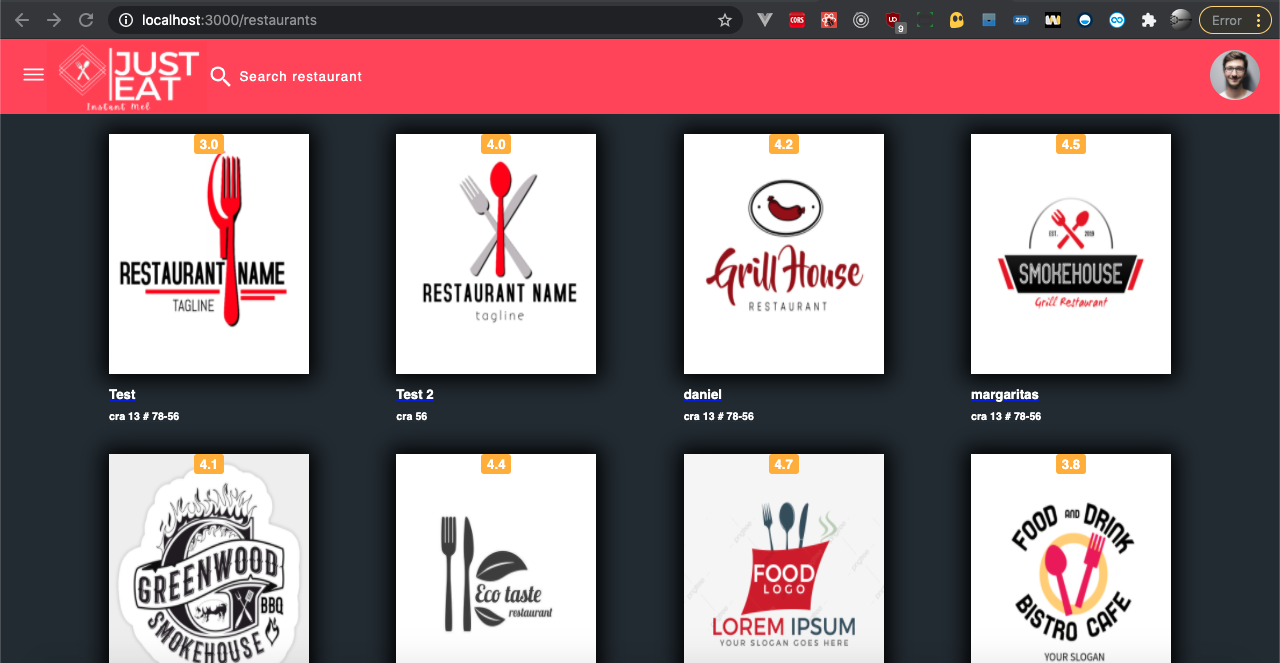 localhost:3000/restaurants
CORS
UD
9
ZIP
Error
JUST
EAT
Instant Mel
Search restaurant
3.0
RESTAURANT NAME
TAGLINE
Test
cra 13 # 78-56
4.0
RESTAURANT NAME
tagline
Test 2
cra 56
4.2
Grill House
RESTAURANT
daniel
cra 13 # 78-56
4.5
EST. 2019
SMOKEHOUSE
Grill Restaurant
margaritas
cra 13 # 78-56
4.1
GREENWOOD
BBQ
SMOKEHOUSE
4.4
Eco taste
restaurant
4.7
FOOD
LOGO
LOREM IPSUM
YOUR SLOGAN GOES HERE
3.8
FOOD AND DRINK
BISTRO CAFE
YOUR SLOGAN